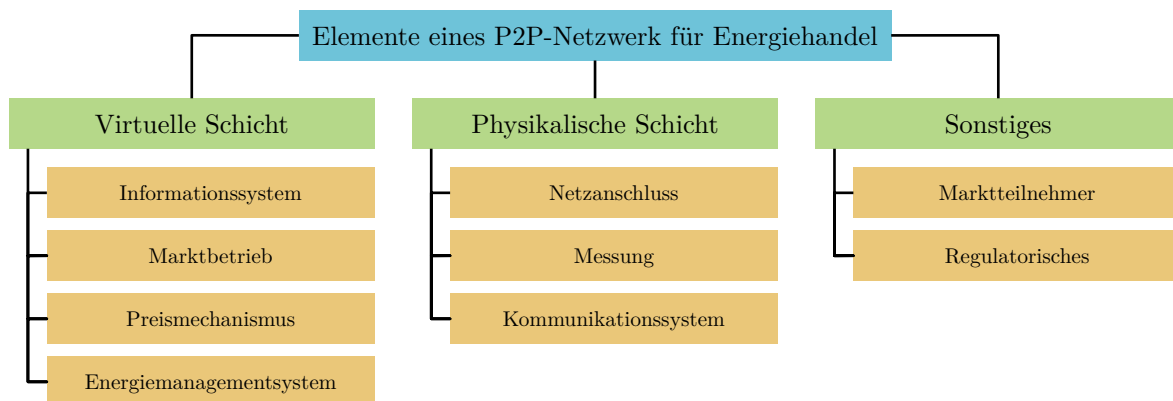 Elemente eines P2P-Netzwerk für Energiehandel
Virtuelle Schicht
Informationssystem
Marktbetrieb
Preismechanismus
Energiemanagementsystem
Physikalische Schicht
Netzanschluss
Messung
Kommunikationssystem
Sonstiges
Marktteilnehmer
Regulatorisches